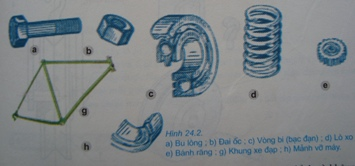 a
b
c
d
e
g
h
Hình 24.2.
a) Bu lông ; b) Đai ốc ; c) Vòng bi (bạc đạn) ; d) Lò xo
e) Bánh răng ; g) Khung xe đạp ; h) Mảnh vỡ máy.